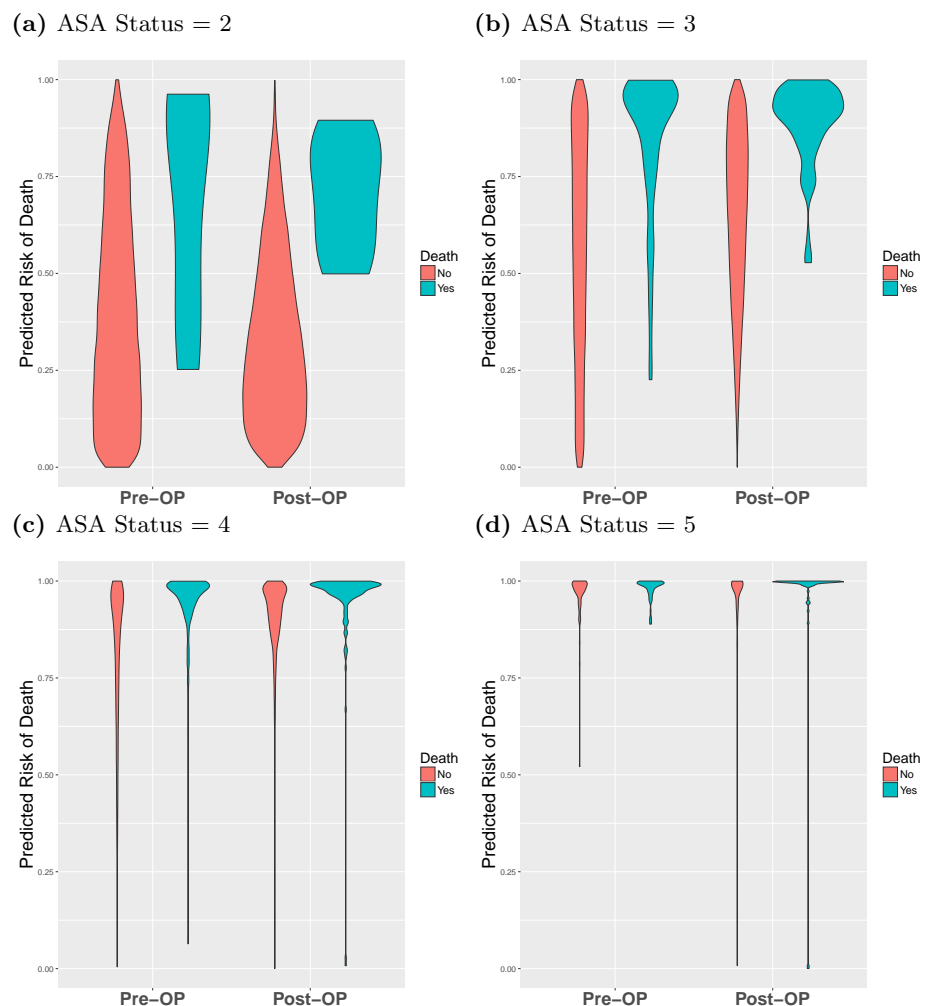 (a) ASA Status = 2
1.00
0.75
0.50
0.25
0.00
Predicted Risk of Death
Pre−OP
Post−OP
Death
No
Yes
(b) ASA Status = 3
1.00
0.75
0.50
0.25
0.00
Predicted Risk of Death
Pre−OP
Post−OP
Death
No
Yes
(c) ASA Status = 4
1.00
0.75
0.50
0.25
0.00
Predicted Risk of Death
Pre−OP
Post−OP
Death
No
Yes
(d) ASA Status = 5
1.00
0.75
0.50
0.25
0.00
Predicted Risk of Death
Pre−OP
Post−OP
Death
No
Yes